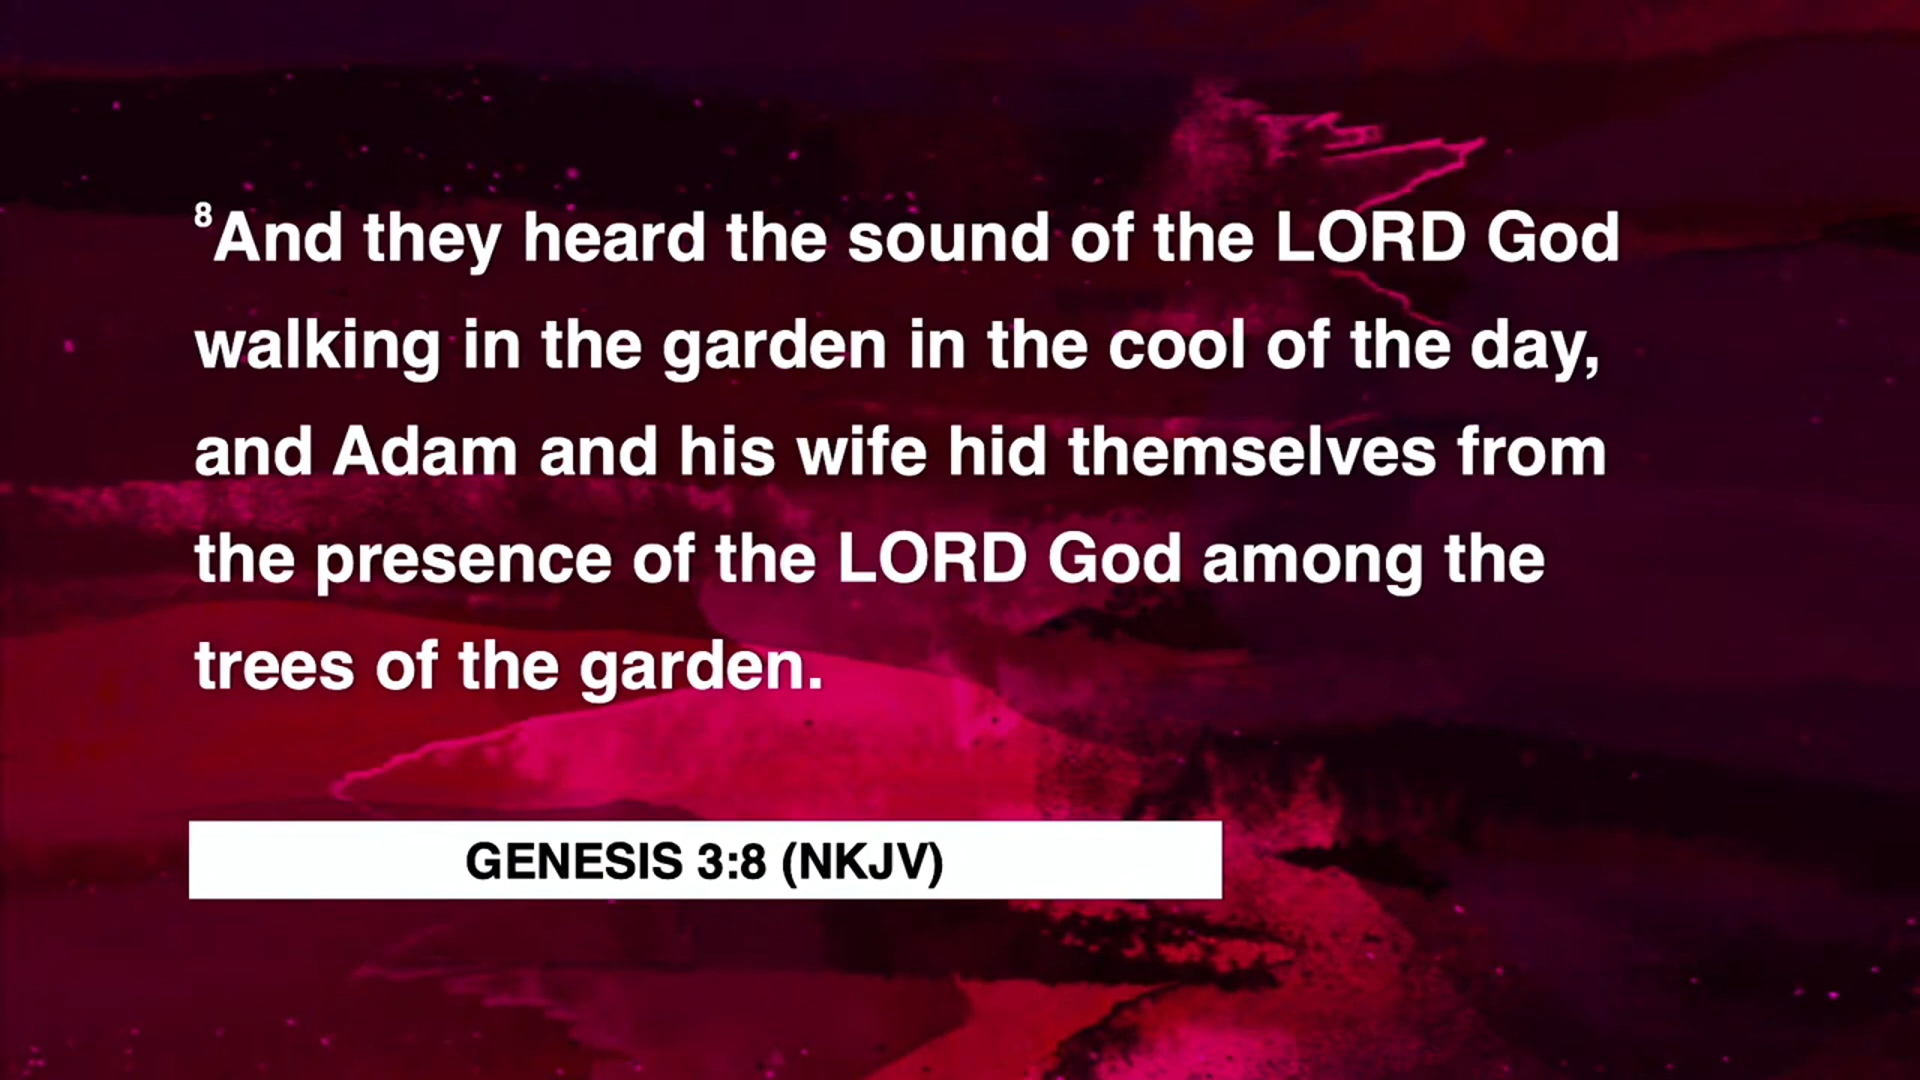 ⁸And they heard the sound of the LORD God
walking in the garden in the cool of the day,
and Adam and his wife hid themselves from
the presence of the LORD God among the
trees of the garden.
GENESIS 3:8 (NKJV)